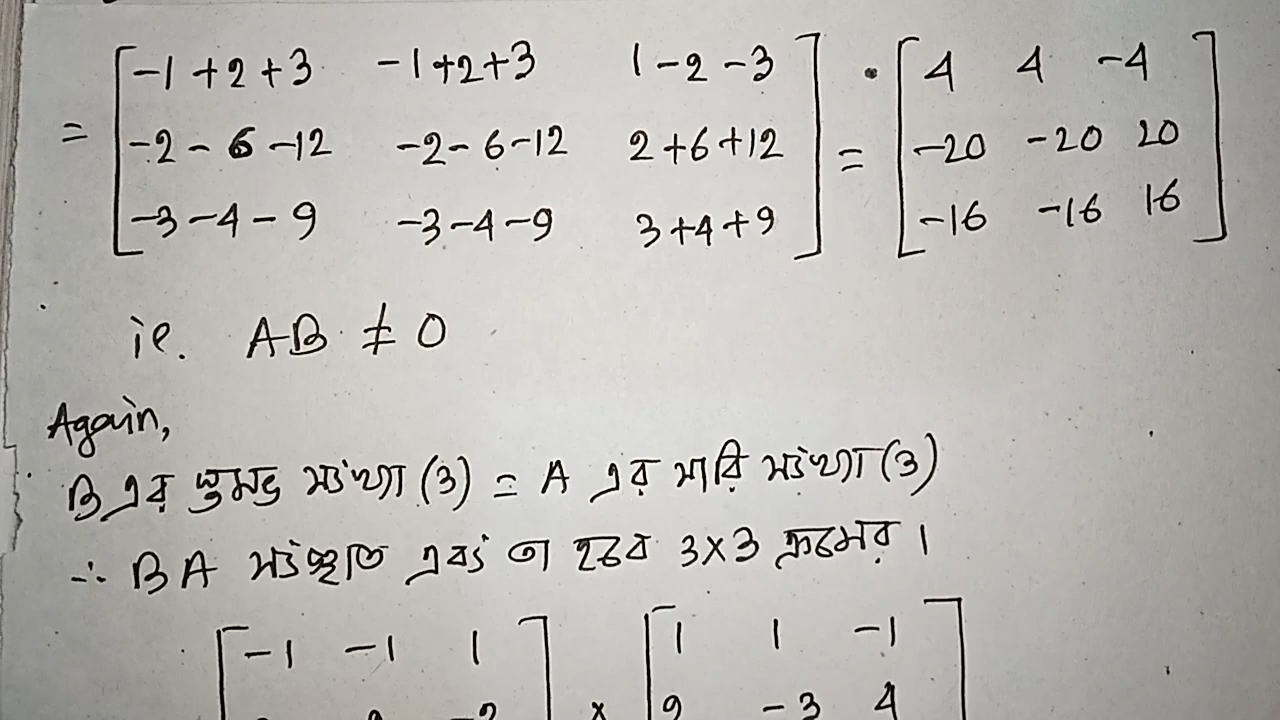 = [ -1+2+3 -1+2+3 1-2-3 ] · [ 4 4 -4 ]
[ -2-6-12 -2-6-12 2+6+12 ] = [ -20 -20 20 ]
[ -3-4-9 -3-4-9 3+4+9 ] [ -16 -16 16 ]
ie. AB ≠ 0
Again,
B এর স্তম্ভ সংখ্যা (3) = A এর সারি সংখ্যা (3)
∴ BA সংজ্ঞাত এবং তা হবে 3×3 ক্রমের।
[ -1 -1 1 ] [ 1 1 -1 ]
-2 ] × [ 2 -3 4 ]